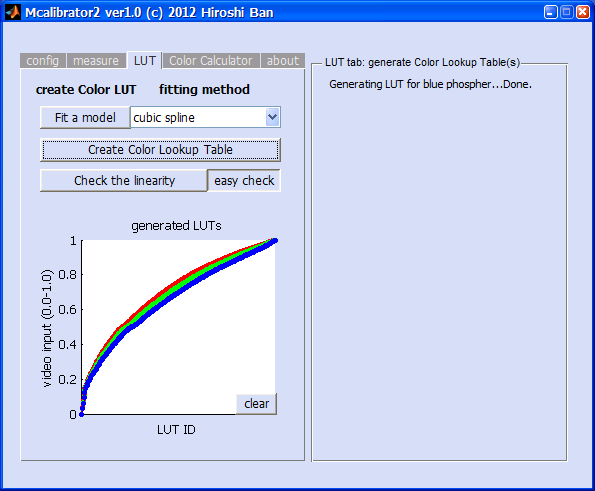 Mcalibrator2 ver1.0 (c) 2012 Hiroshi Ban
config measure LUT Color Calculator about
create Color LUT fitting method
Fit a model cubic spline
Create Color Lookup Table
Check the linearity easy check
generated LUTs
video input (0.0-1.0)
1
0.8
0.6
0.4
0.2
0
clear
LUT ID
LUT tab: generate Color Lookup Table(s)
Generating LUT for blue phospher...Done.